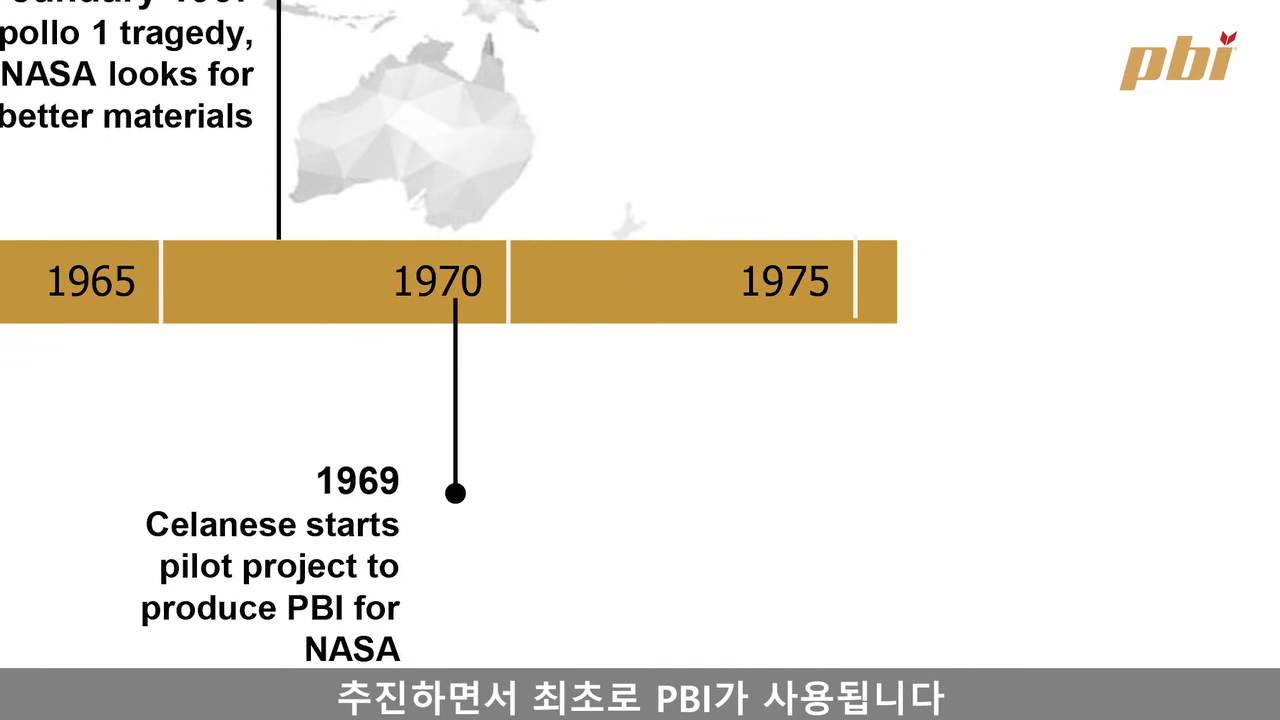 pollo 1 tragedy,
NASA looks for
better materials
pbi
1965 1970 1975
1969
Celanese starts
pilot project to
produce PBI for
NASA
추진하면서 최초로 PBI가 사용됩니다